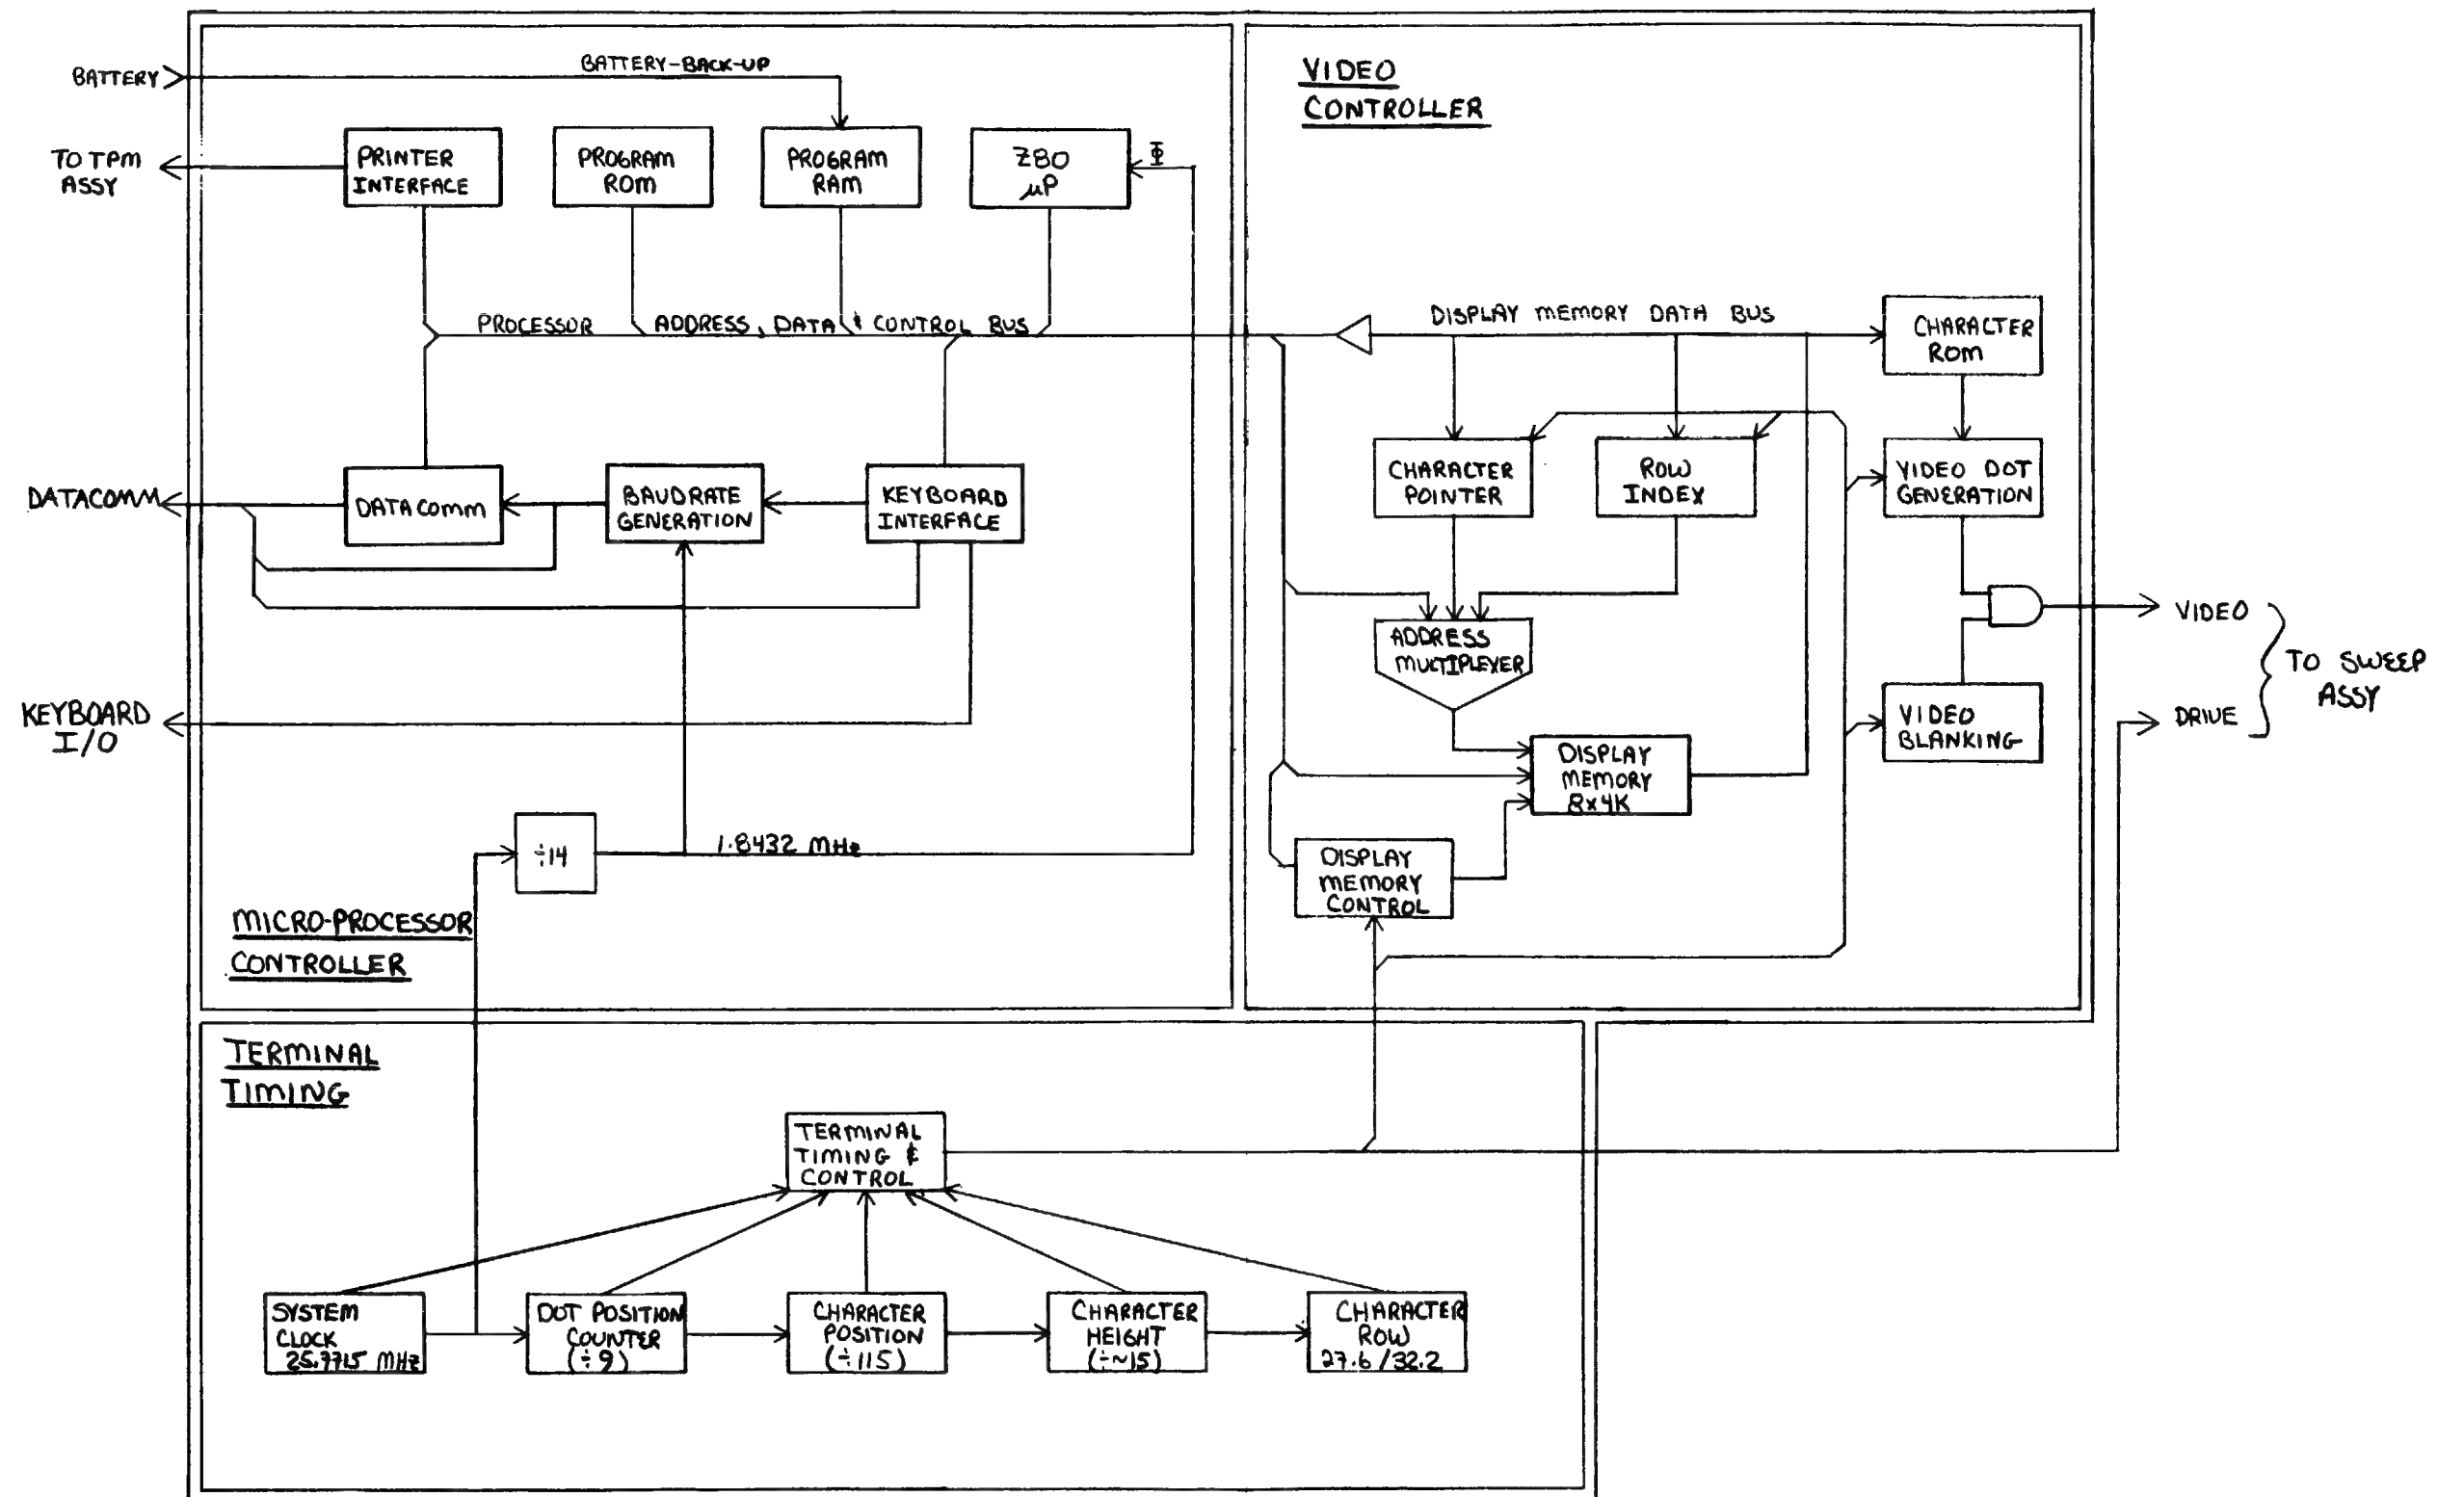 BATTERY
BATTERY-BACK-UP
TO TPM
ASSY
PRINTER
INTERFACE
PROGRAM
ROM
PROGRAM
RAM
Z80
µP
Φ
PROCESSOR ADDRESS, DATA & CONTROL BUS
DATACOMM
DATACOMM
BAUDRATE
GENERATION
KEYBOARD
INTERFACE
KEYBOARD
I/O
÷14
1.8432 MHz
MICRO-PROCESSOR
CONTROLLER
VIDEO
CONTROLLER
DISPLAY MEMORY DATA BUS
CHARACTER
ROM
CHARACTER
POINTER
ROW
INDEX
VIDEO DOT
GENERATION
ADDRESS
MULTIPLEXER
DISPLAY
MEMORY
8x4K
VIDEO
BLANKING
DISPLAY
MEMORY
CONTROL
VIDEO
DRIVE
TO SWEEP
ASSY
TERMINAL
TIMING
TERMINAL
TIMING &
CONTROL
SYSTEM
CLOCK
25.7715 MHz
DOT POSITION
COUNTER
(÷9)
CHARACTER
POSITION
(÷115)
CHARACTER
HEIGHT
(÷~15)
CHARACTER
ROW
27.6/32.2